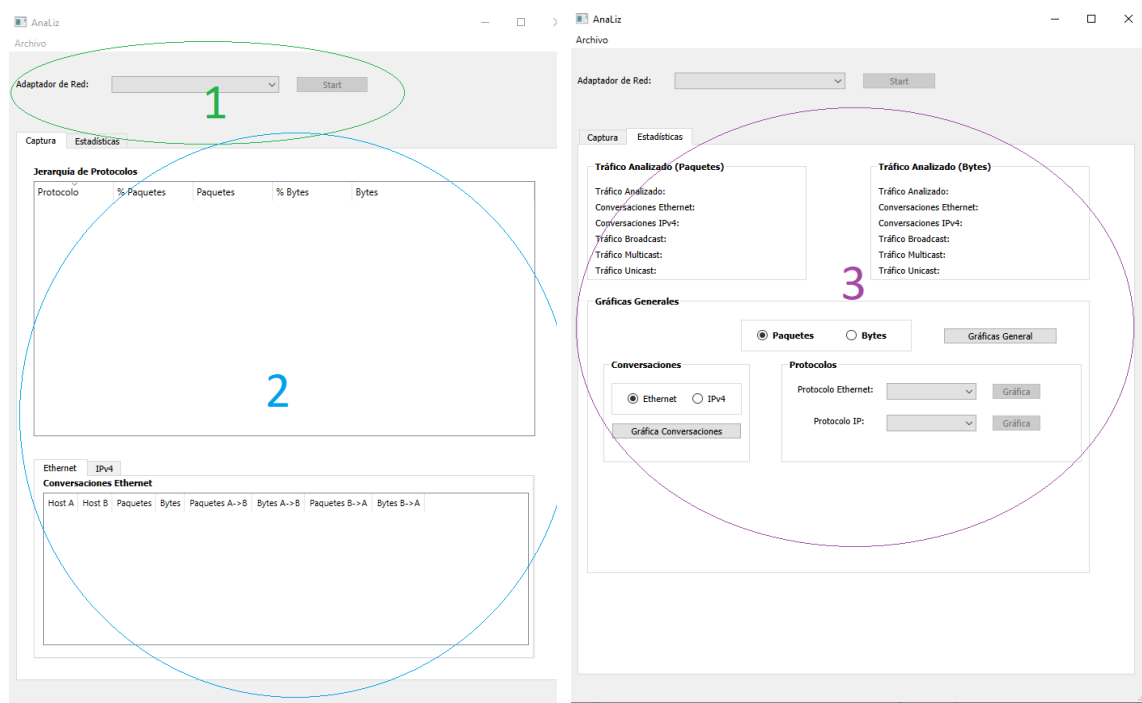 AnaLiz
Archivo
Adaptador de Red:
Start
1
Captura Estadísticas
Jerarquía de Protocolos
Protocolo % Paquetes Paquetes % Bytes Bytes
2
Ethernet IPv4
Conversaciones Ethernet
Host A Host B Paquetes Bytes Paquetes A->B Bytes A->B Paquetes B->A Bytes B->A
AnaLiz
Archivo
Adaptador de Red:
Start
Captura Estadísticas
Tráfico Analizado (Paquetes)
Tráfico Analizado:
Conversaciones Ethernet:
Conversaciones IPv4:
Tráfico Broadcast:
Tráfico Multicast:
Tráfico Unicast:
Tráfico Analizado (Bytes)
Tráfico Analizado:
Conversaciones Ethernet:
Conversaciones IPv4:
Tráfico Broadcast:
Tráfico Multicast:
Tráfico Unicast:
3
Gráficas Generales
Paquetes Bytes
Gráficas General
Conversaciones
Ethernet IPv4
Gráfica Conversaciones
Protocolos
Protocolo Ethernet:
Gráfica
Protocolo IP:
Gráfica